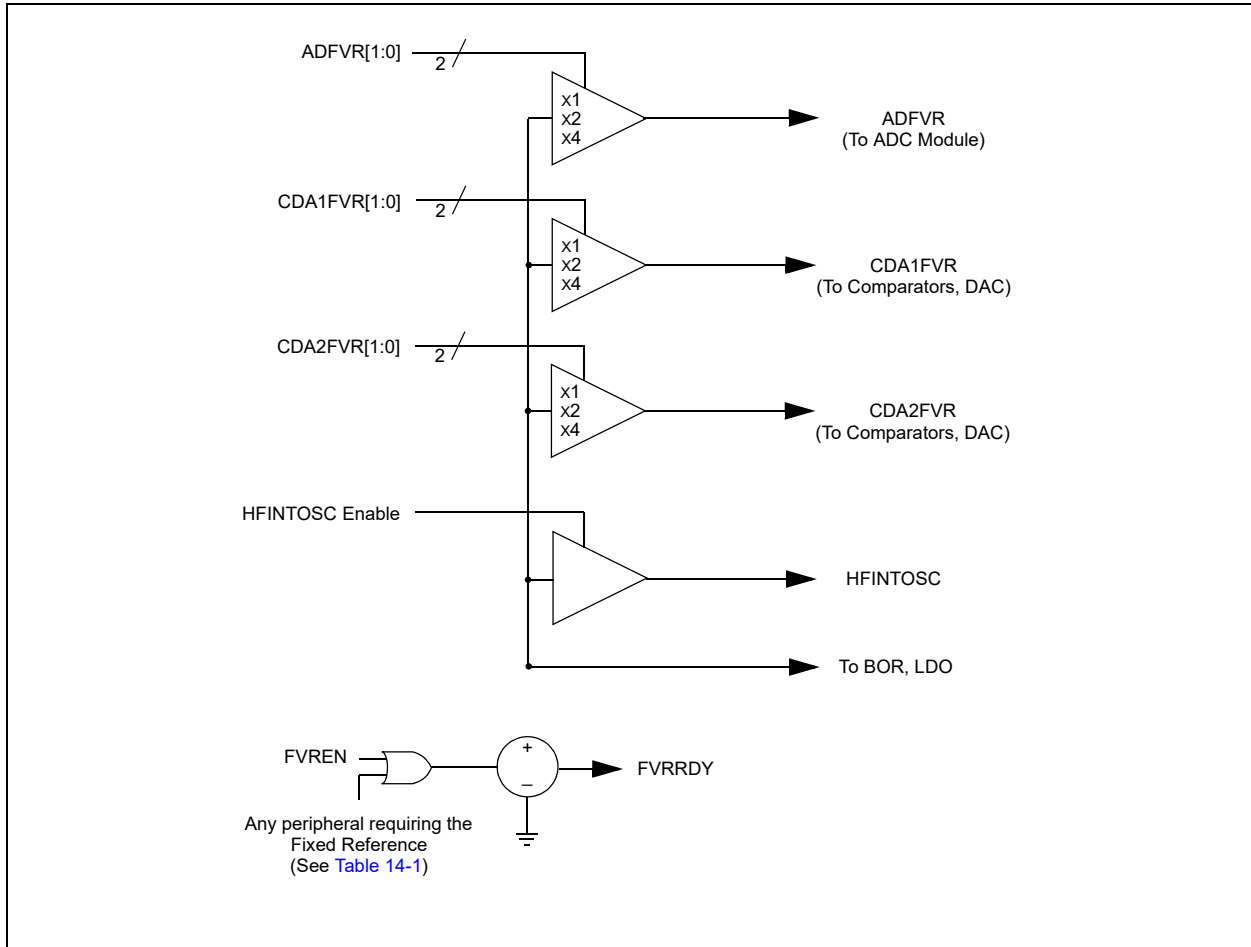 ADFVR[1:0]
2
x1
x2
x4
ADFVR
(To ADC Module)
CDA1FVR[1:0]
2
x1
x2
x4
CDA1FVR
(To Comparators, DAC)
CDA2FVR[1:0]
2
x1
x2
x4
CDA2FVR
(To Comparators, DAC)
HFINTOSC Enable
HFINTOSC
To BOR, LDO
FVREN
+
_
FVRRDY
Any peripheral requiring the
Fixed Reference
(See Table 14-1)